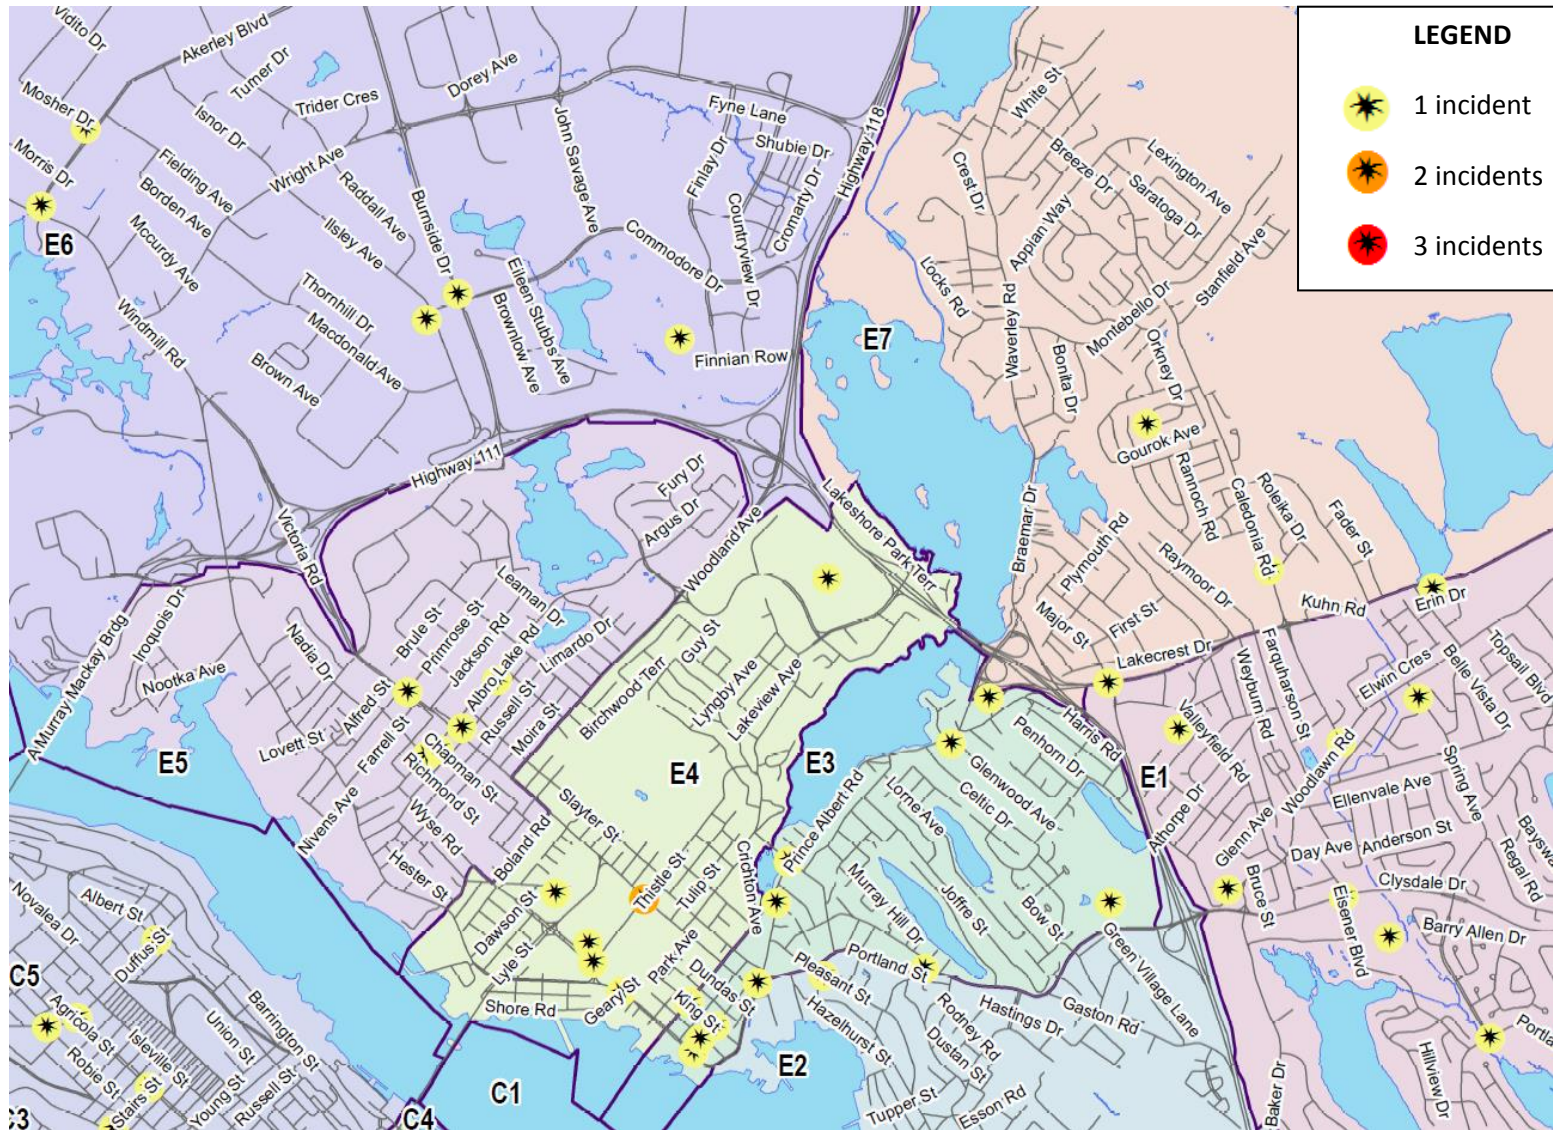 LEGEND
1 incident
2 incidents
3 incidents
Vidito Dr
Akerley Blvd
Turner Dr
Mosher Dr
Isnor Dr
Trider Cres
Dorey Ave
Fyne Lane
Shubie Dr
Highway 118
White St
Morris Dr
Fielding Ave
Wright Ave
John Savage Ave
Finlay Dr
Cromarty Dr
Crest Dr
Breeze Dr
Lexington Ave
Saratoga Dr
Borden Ave
Raddall Ave
Burnside Dr
Countryview Dr
Appian Way
E6
Mccurdy Ave
Ilsley Ave
Commodore Dr
Eileen Stubbs Ave
Locks Rd
Stanfield Ave
Windmill Rd
Thornhill Dr
Macdonald Ave
Brownlow Ave
Waverley Rd
Montebello Dr
Orkney Dr
Brown Ave
Finnian Row
E7
Bonita Dr
Gourok Ave
Highway 111
Fury Dr
Argus Dr
Lakeshore Park Terr
Rannoch Rd
Caledonia Rd
Roleika Dr
Fader St
Victoria Rd
Woodland Ave
Braemar Dr
Plymouth Rd
Raymoor Dr
A Murray Mackay Brdg
Iroquois Dr
Nadia Dr
Brule St
Primrose St
Jackson Rd
Leaman Dr
Albro Lake Rd
Limardo Dr
Guy St
Major St
First St
Kuhn Rd
Erin Dr
Nootka Ave
Alfred St
Russell St
Moira St
Birchwood Terr
Lyngby Ave
Lakeview Ave
Lakecrest Dr
Weyburn Rd
Farquharson St
Elwin Cres
Belle Vista Dr
Topsail Blvd
Lovett St
Farrell St
Chapman St
Richmond St
Penhorn Dr
Harris Rd
Valleyfield Rd
Woodlawn Rd
E5
E4
E3
E1
Nivens Ave
Wyse Rd
Slayter St
Boland Rd
Prince Albert Rd
Glenwood Ave
Celtic Dr
Lorne Ave
Athorpe Dr
Glenn Ave
Ellenvale Ave
Spring Ave
Hester St
Thistle St
Tulip St
Crichton Ave
Day Ave
Anderson St
Regal Rd
Novalea Dr
Albert St
Duffus St
Dawson St
Lyle St
Park Ave
Murray Hill Dr
Joffre St
Bow St
Bruce St
Clysdale Dr
Eisener Blvd
Barry Allen Dr
C5
Agricola St
Isleville St
Union St
Barrington St
Shore Rd
Geary St
King St
Dundas St
Pleasant St
Portland St
Hazelhurst St
Rodney Rd
Hastings Dr
Gaston Rd
Green Village Lane
Robie St
Stairs St
Young St
Russell St
Dustan St
E2
Tupper St
Esson Rd
Baker Dr
Hillview Dr
C1
C4